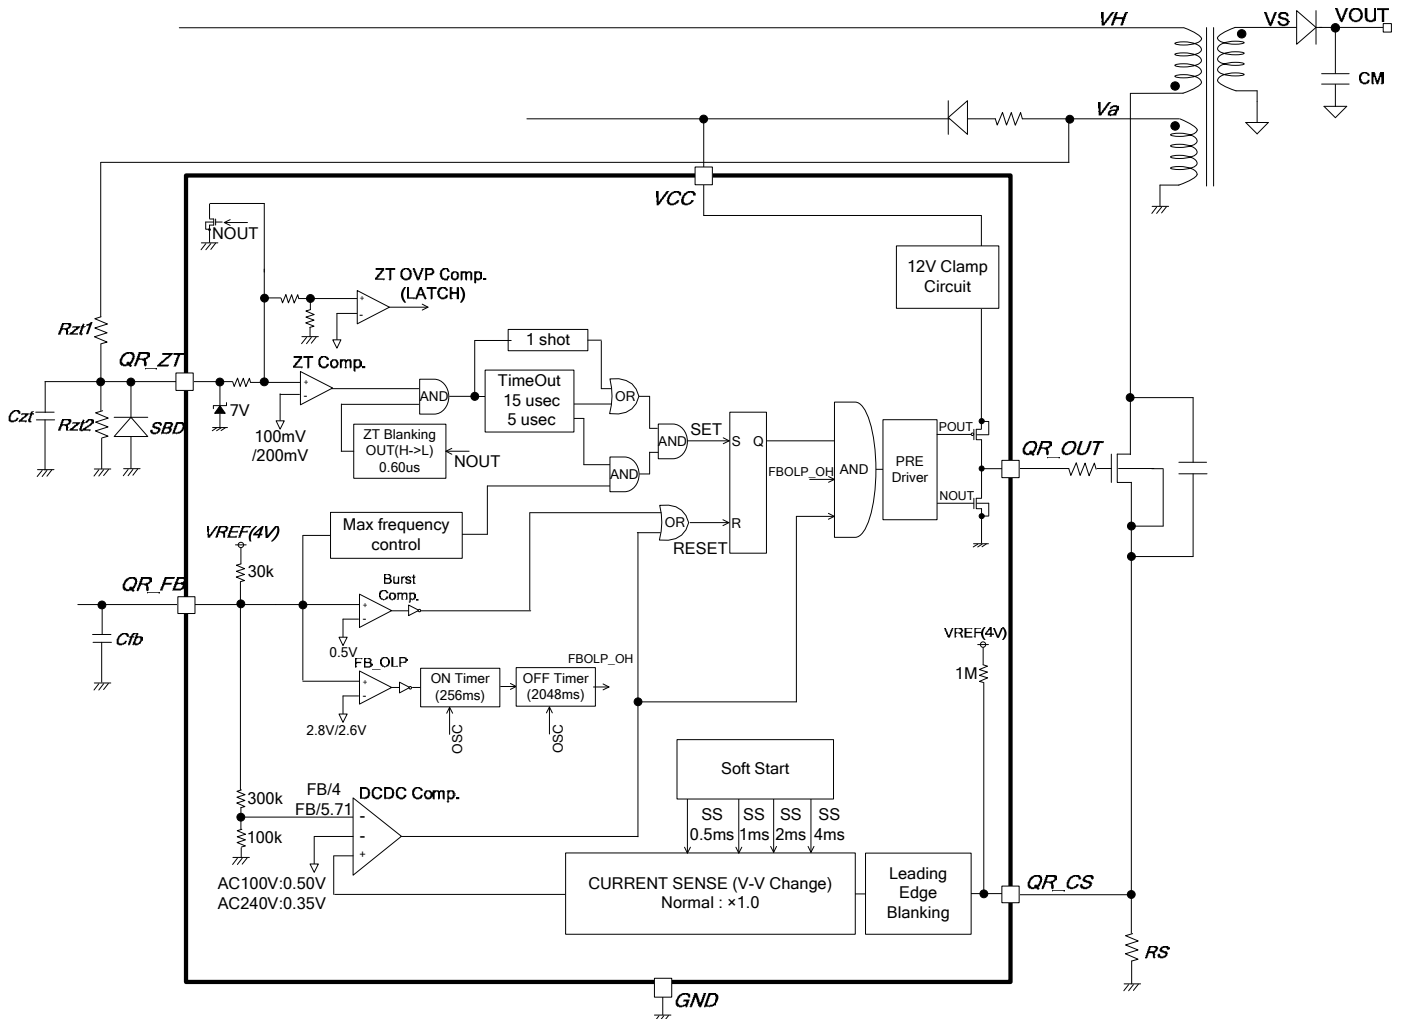 VH
VS
VOUT
CM
Va
VCC
NOUT
12V Clamp
Circuit
ZT OVP Comp.
(LATCH)
Rzt1
QR_ZT
ZT Comp.
1 shot
TimeOut
15 usec
5 usec
OR
AND
7V
Czt
Rzt2
SBD
100mV
/200mV
ZT Blanking
OUT(H->L)
0.60us
NOUT
AND
SET
AND
S
Q
R
FBOLP_OH
AND
PRE
Driver
POUT
NOUT
QR_OUT
Max frequency
control
OR
RESET
VREF(4V)
30k
QR_FB
Cfb
Burst
Comp.
0.5V
FB_OLP
2.8V/2.6V
ON Timer
(256ms)
OFF Timer
(2048ms)
FBOLP_OH
OSC
OSC
VREF(4V)
1M
Soft Start
SS
0.5ms
SS
1ms
SS
2ms
SS
4ms
300k
100k
FB/4
FB/5.71
DCDC Comp.
AC100V:0.50V
AC240V:0.35V
CURRENT SENSE (V-V Change)
Normal : ×1.0
Leading
Edge
Blanking
QR_CS
RS
GND